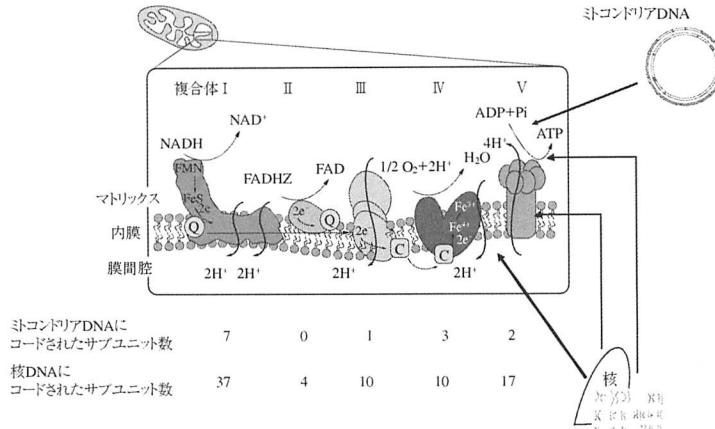 ミトコンドリアDNA
複合体Ⅰ Ⅱ Ⅲ Ⅳ Ⅴ
ADP+Pi
NAD⁺
ATP
4H⁺
NADH
1/2 O₂+2H⁺
H₂O
FMN
FADHZ
FAD
マトリックス
FeS
2e⁻
2e⁻
Fe³⁺
Q
Q
Fe⁴⁺
内膜
2e⁻
2e⁻
C
C
膜間腔
2H⁺ 2H⁺ 2H⁺ 2H⁺
ミトコンドリアDNAに
コードされたサブユニット数
7 0 1 3 2
核DNAに
コードされたサブユニット数
37 4 10 10 17
核